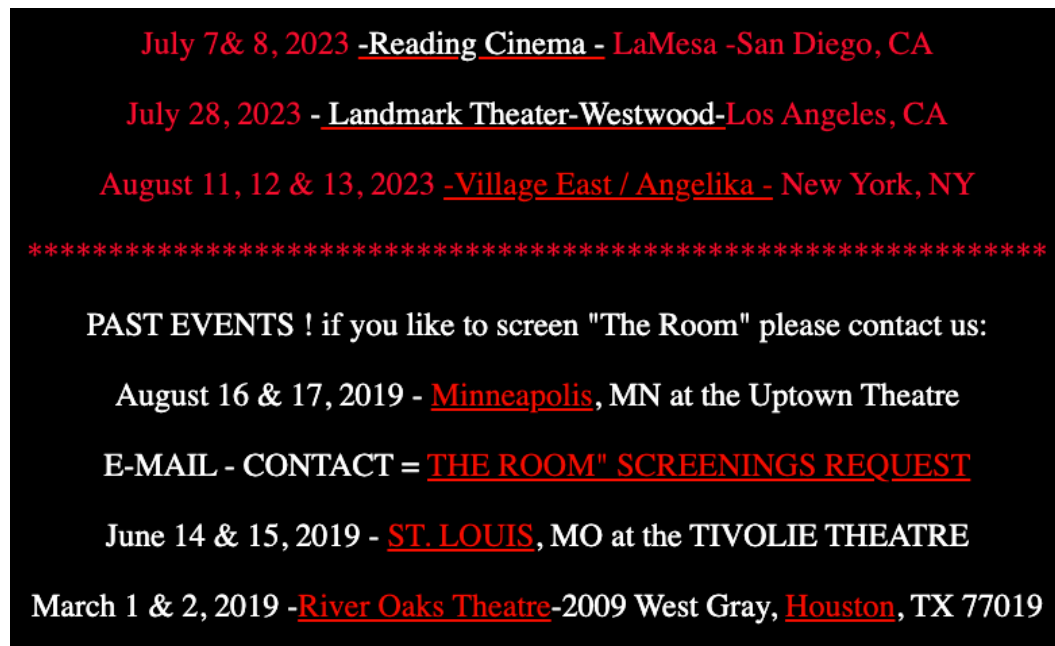 July 7& 8, 2023 -Reading Cinema - LaMesa -San Diego, CA
July 28, 2023 - Landmark Theater-Westwood-Los Angeles, CA
August 11, 12 & 13, 2023 -Village East / Angelika - New York, NY
****************************************************************
PAST EVENTS ! if you like to screen "The Room" please contact us:
August 16 & 17, 2019 - Minneapolis, MN at the Uptown Theatre
E-MAIL - CONTACT = THE ROOM" SCREENINGS REQUEST
June 14 & 15, 2019 - ST. LOUIS, MO at the TIVOLIE THEATRE
March 1 & 2, 2019 -River Oaks Theatre-2009 West Gray, Houston, TX 77019